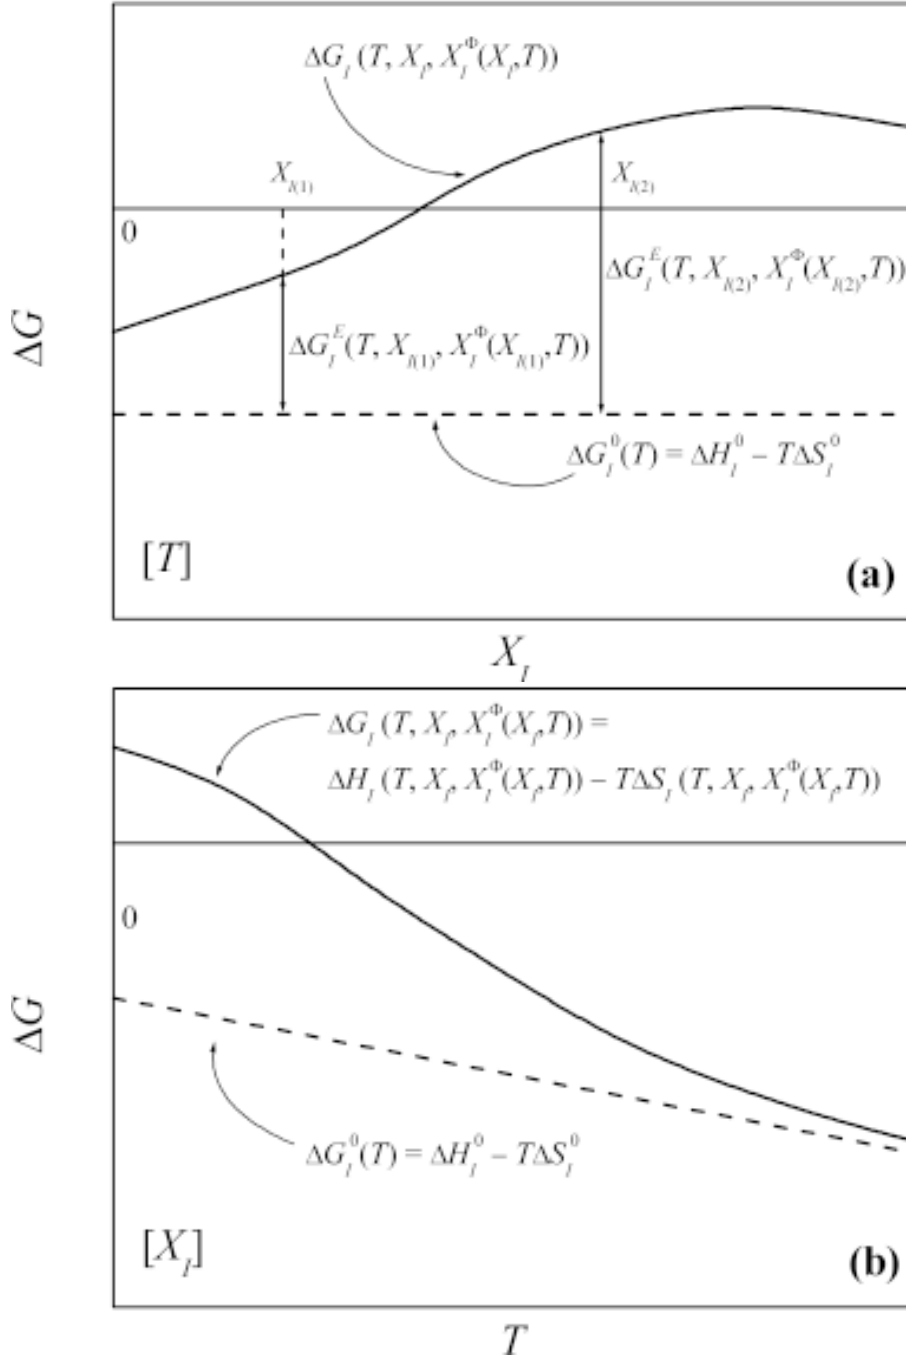 ΔG_I (T, X_I, X_I^Φ(X_I,T))
X_I(1)
X_I(2)
0
ΔG_I^E(T, X_I(2), X_I^Φ(X_I(2),T))
ΔG
ΔG_I^E(T, X_I(1), X_I^Φ(X_I(1),T))
ΔG_I^0(T) = ΔH_I^0 – TΔS_I^0
[T]
(a)
X_I
ΔG_I (T, X_I, X_I^Φ(X_I,T)) =
ΔH_I (T, X_I, X_I^Φ(X_I,T)) – TΔS_I (T, X_I, X_I^Φ(X_I,T))
0
ΔG
ΔG_I^0(T) = ΔH_I^0 – TΔS_I^0
[X_I]
(b)
T